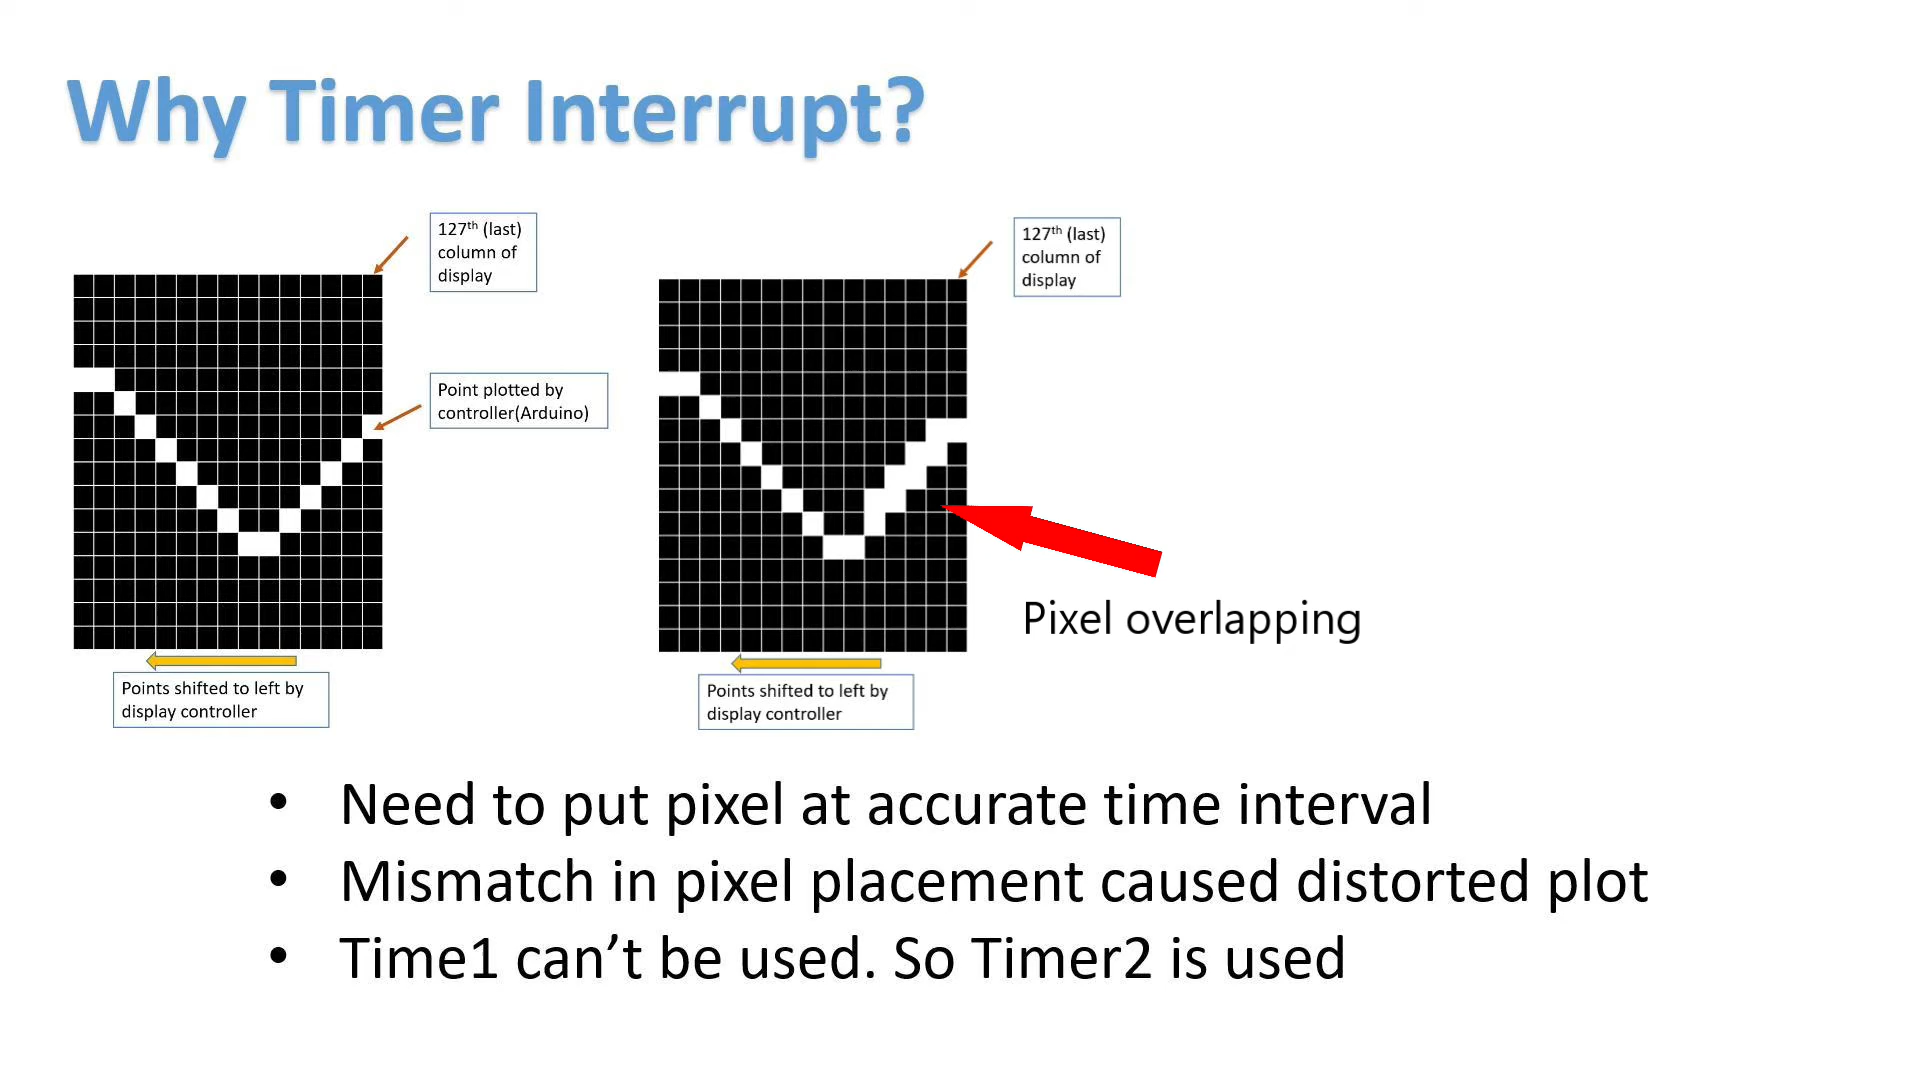 Why Timer Interrupt?
127th (last)
column of
display
Point plotted by
controller(Arduino)
Points shifted to left by
display controller
127th (last)
column of
display
Pixel overlapping
Points shifted to left by
display controller
• Need to put pixel at accurate time interval
• Mismatch in pixel placement caused distorted plot
• Time1 can’t be used. So Timer2 is used